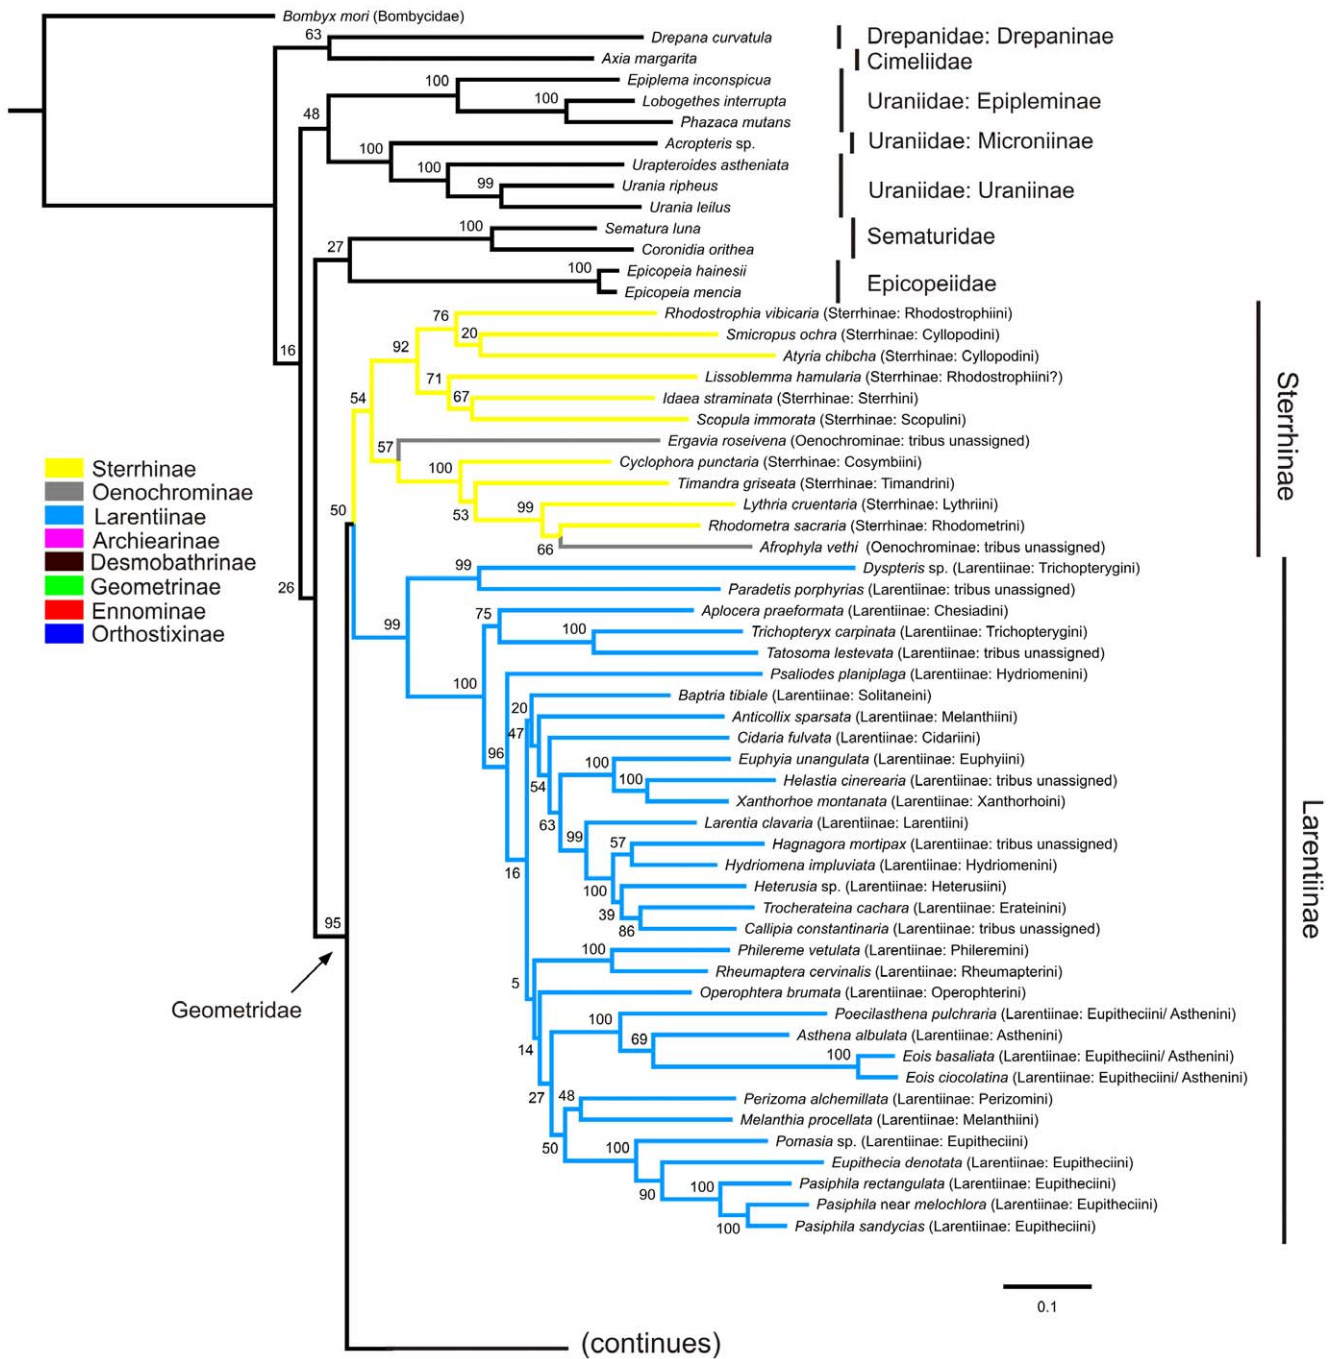 Bombyx mori (Bombycidae)
63
Drepana curvatula
Drepanidae: Drepaninae
Axia margarita
Cimeliidae
100
Epiplema inconspicua
100
Lobogethes interrupta
Uraniidae: Epipleminae
48
Phazaca mutans
100
Acropteris sp.
Uraniidae: Microniinae
100
Urapteroides astheniata
99
Urania ripheus
Uraniidae: Uraniinae
Urania leilus
100
Sematura luna
Sematuridae
27
Coronidia orithea
100
Epicopeia hainesii
Epicopeiidae
Epicopeia mencia
76
Rhodostrophia vibicaria (Sterrhinae: Rhodostrophiini)
20
Smicropus ochra (Sterrhinae: Cyllopodini)
16
92
Atyria chibcha (Sterrhinae: Cyllopodini)
71
Lissoblemma hamularia (Sterrhinae: Rhodostrophiini?)
54
67
Idaea straminata (Sterrhinae: Sterrhini)
Scopula immorata (Sterrhinae: Scopulini)
Sterrhinae
57
Ergavia roseivena (Oenochrominae: tribus unassigned)
100
Cyclophora punctaria (Sterrhinae: Cosymbiini)
Timandra griseata (Sterrhinae: Timandrini)
53
99
Lythria cruentaria (Sterrhinae: Lythriini)
50
Rhodometra sacraria (Sterrhinae: Rhodometrini)
66
Afrophyla vethi (Oenochrominae: tribus unassigned)
Sterrhinae
Oenochrominae
Larentiinae
Archiearinae
Desmobathrinae
Geometrinae
Ennominae
Orthostixinae
26
99
Dyspteris sp. (Larentiinae: Trichopterygini)
Paradetis porphyrias (Larentiinae: tribus unassigned)
99
75
Aplocera praeformata (Larentiinae: Chesiadini)
100
Trichopteryx carpinata (Larentiinae: Trichopterygini)
Tatosoma lestevata (Larentiinae: tribus unassigned)
100
Psaliodes planiplaga (Larentiinae: Hydriomenini)
20
Baptria tibiale (Larentiinae: Solitaneini)
47
Anticollix sparsata (Larentiinae: Melanthiini)
96
Cidaria fulvata (Larentiinae: Cidariini)
100
Euphyia unangulata (Larentiinae: Euphyiini)
54
100
Helastia cinerearia (Larentiinae: tribus unassigned)
Xanthorhoe montanata (Larentiinae: Xanthorhoini)
63
99
Larentia clavaria (Larentiinae: Larentiini)
57
Hagnagora mortipax (Larentiinae: tribus unassigned)
16
Hydriomena impluviata (Larentiinae: Hydriomenini)
Larentiinae
100
Heterusia sp. (Larentiinae: Heterusiini)
39
Trocherateina cachara (Larentiinae: Erateinini)
86
Callipia constantinaria (Larentiinae: tribus unassigned)
95
100
Philereme vetulata (Larentiinae: Phileremini)
Rheumaptera cervinalis (Larentiinae: Rheumapterini)
5
Operophtera brumata (Larentiinae: Operophterini)
Geometridae
100
Poecilasthena pulchraria (Larentiinae: Eupitheciini/ Asthenini)
69
Asthena albulata (Larentiinae: Asthenini)
14
100
Eois basaliata (Larentiinae: Eupitheciini/ Asthenini)
Eois ciocolatina (Larentiinae: Eupitheciini/ Asthenini)
27
48
Perizoma alchemillata (Larentiinae: Perizomini)
Melanthia procellata (Larentiinae: Melanthiini)
50
100
Pomasia sp. (Larentiinae: Eupitheciini)
Eupithecia denotata (Larentiinae: Eupitheciini)
90
100
Pasiphila rectangulata (Larentiinae: Eupitheciini)
Pasiphila near melochlora (Larentiinae: Eupitheciini)
100
Pasiphila sandycias (Larentiinae: Eupitheciini)
0.1
(continues)